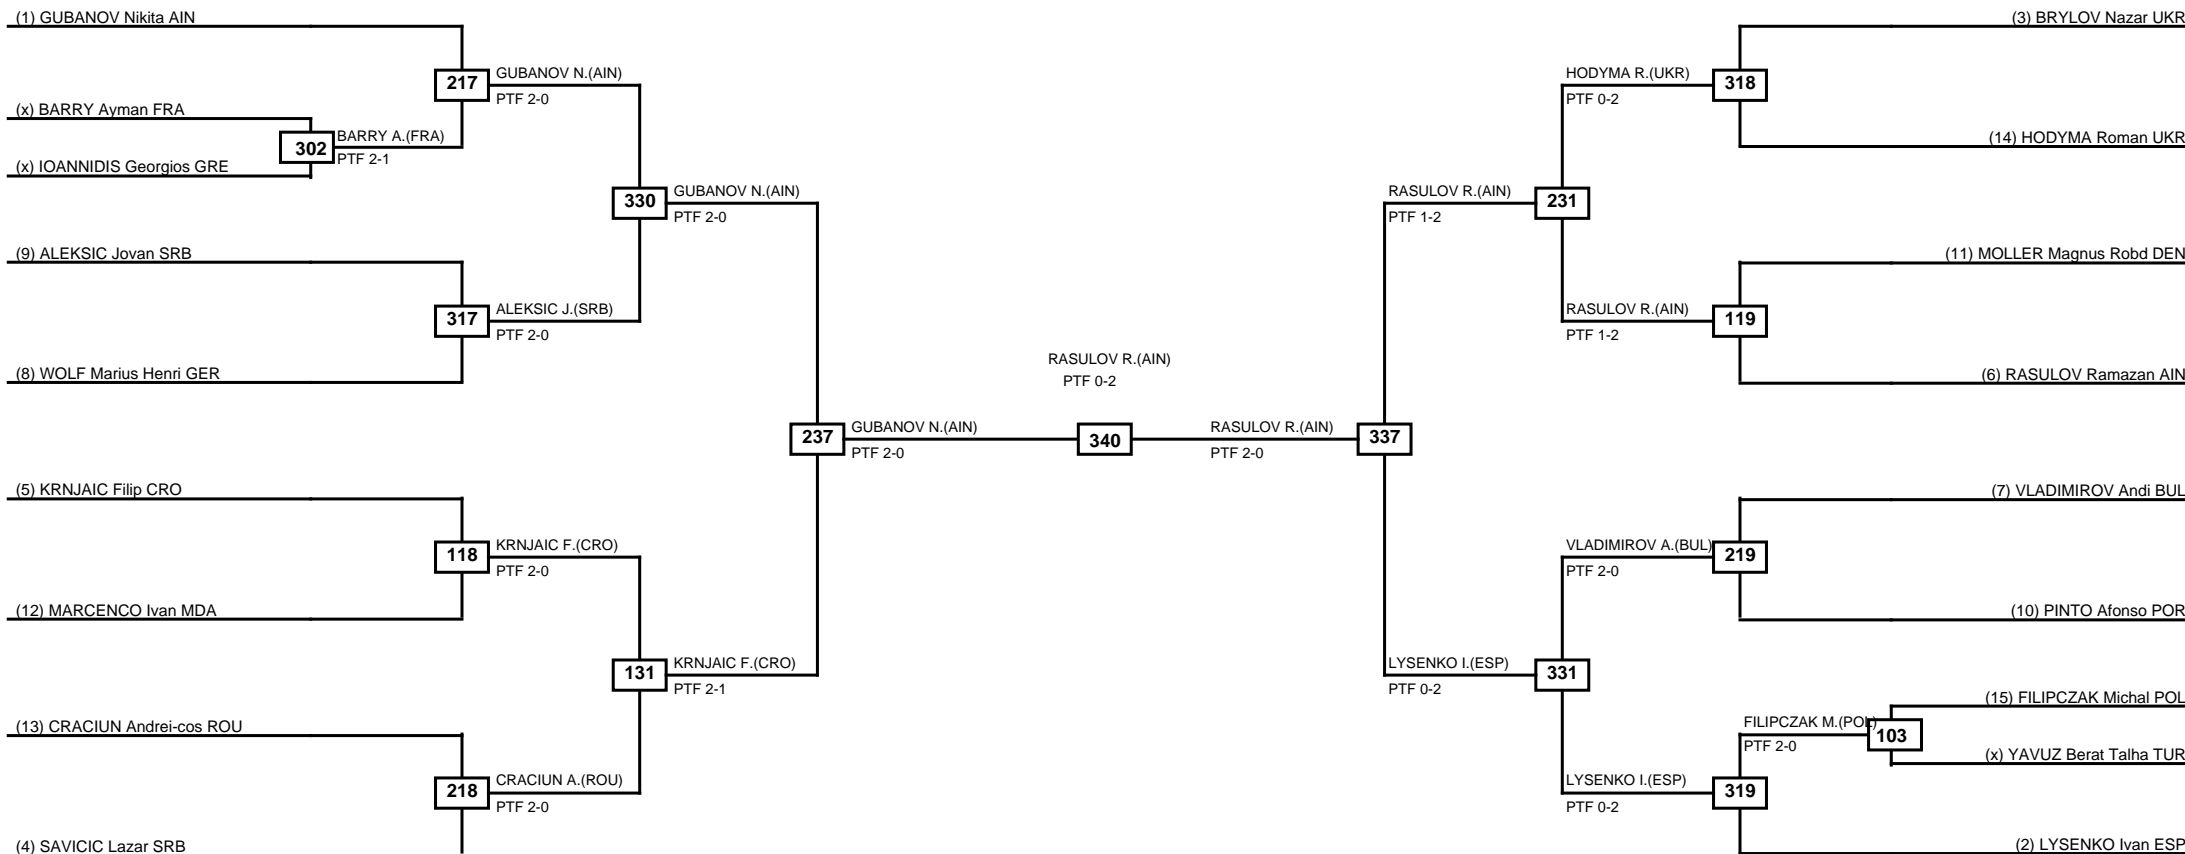 (1) GUBANOV Nikita AIN
217
GUBANOV N.(AIN)
PTF 2-0
(x) BARRY Ayman FRA
302
BARRY A.(FRA)
PTF 2-1
(x) IOANNIDIS Georgios GRE
330
GUBANOV N.(AIN)
PTF 2-0
(9) ALEKSIC Jovan SRB
317
ALEKSIC J.(SRB)
PTF 2-0
(8) WOLF Marius Henri GER
237
GUBANOV N.(AIN)
PTF 2-0
(5) KRNJAIC Filip CRO
118
KRNJAIC F.(CRO)
PTF 2-0
(12) MARCENCO Ivan MDA
131
KRNJAIC F.(CRO)
PTF 2-1
(13) CRACIUN Andrei-cos ROU
218
CRACIUN A.(ROU)
PTF 2-0
(4) SAVICIC Lazar SRB
RASULOV R.(AIN)
PTF 0-2
340
(3) BRYLOV Nazar UKR
HODYMA R.(UKR)
PTF 0-2
318
(14) HODYMA Roman UKR
RASULOV R.(AIN)
PTF 1-2
231
(11) MOLLER Magnus Robd DEN
RASULOV R.(AIN)
PTF 1-2
119
(6) RASULOV Ramazan AIN
RASULOV R.(AIN)
PTF 2-0
337
(7) VLADIMIROV Andi BUL
VLADIMIROV A.(BUL)
PTF 2-0
219
(10) PINTO Afonso POR
LYSENKO I.(ESP)
PTF 0-2
331
(15) FILIPCZAK Michal POL
FILIPCZAK M.(POL)
PTF 2-0
103
(x) YAVUZ Berat Talha TUR
LYSENKO I.(ESP)
PTF 0-2
319
(2) LYSENKO Ivan ESP